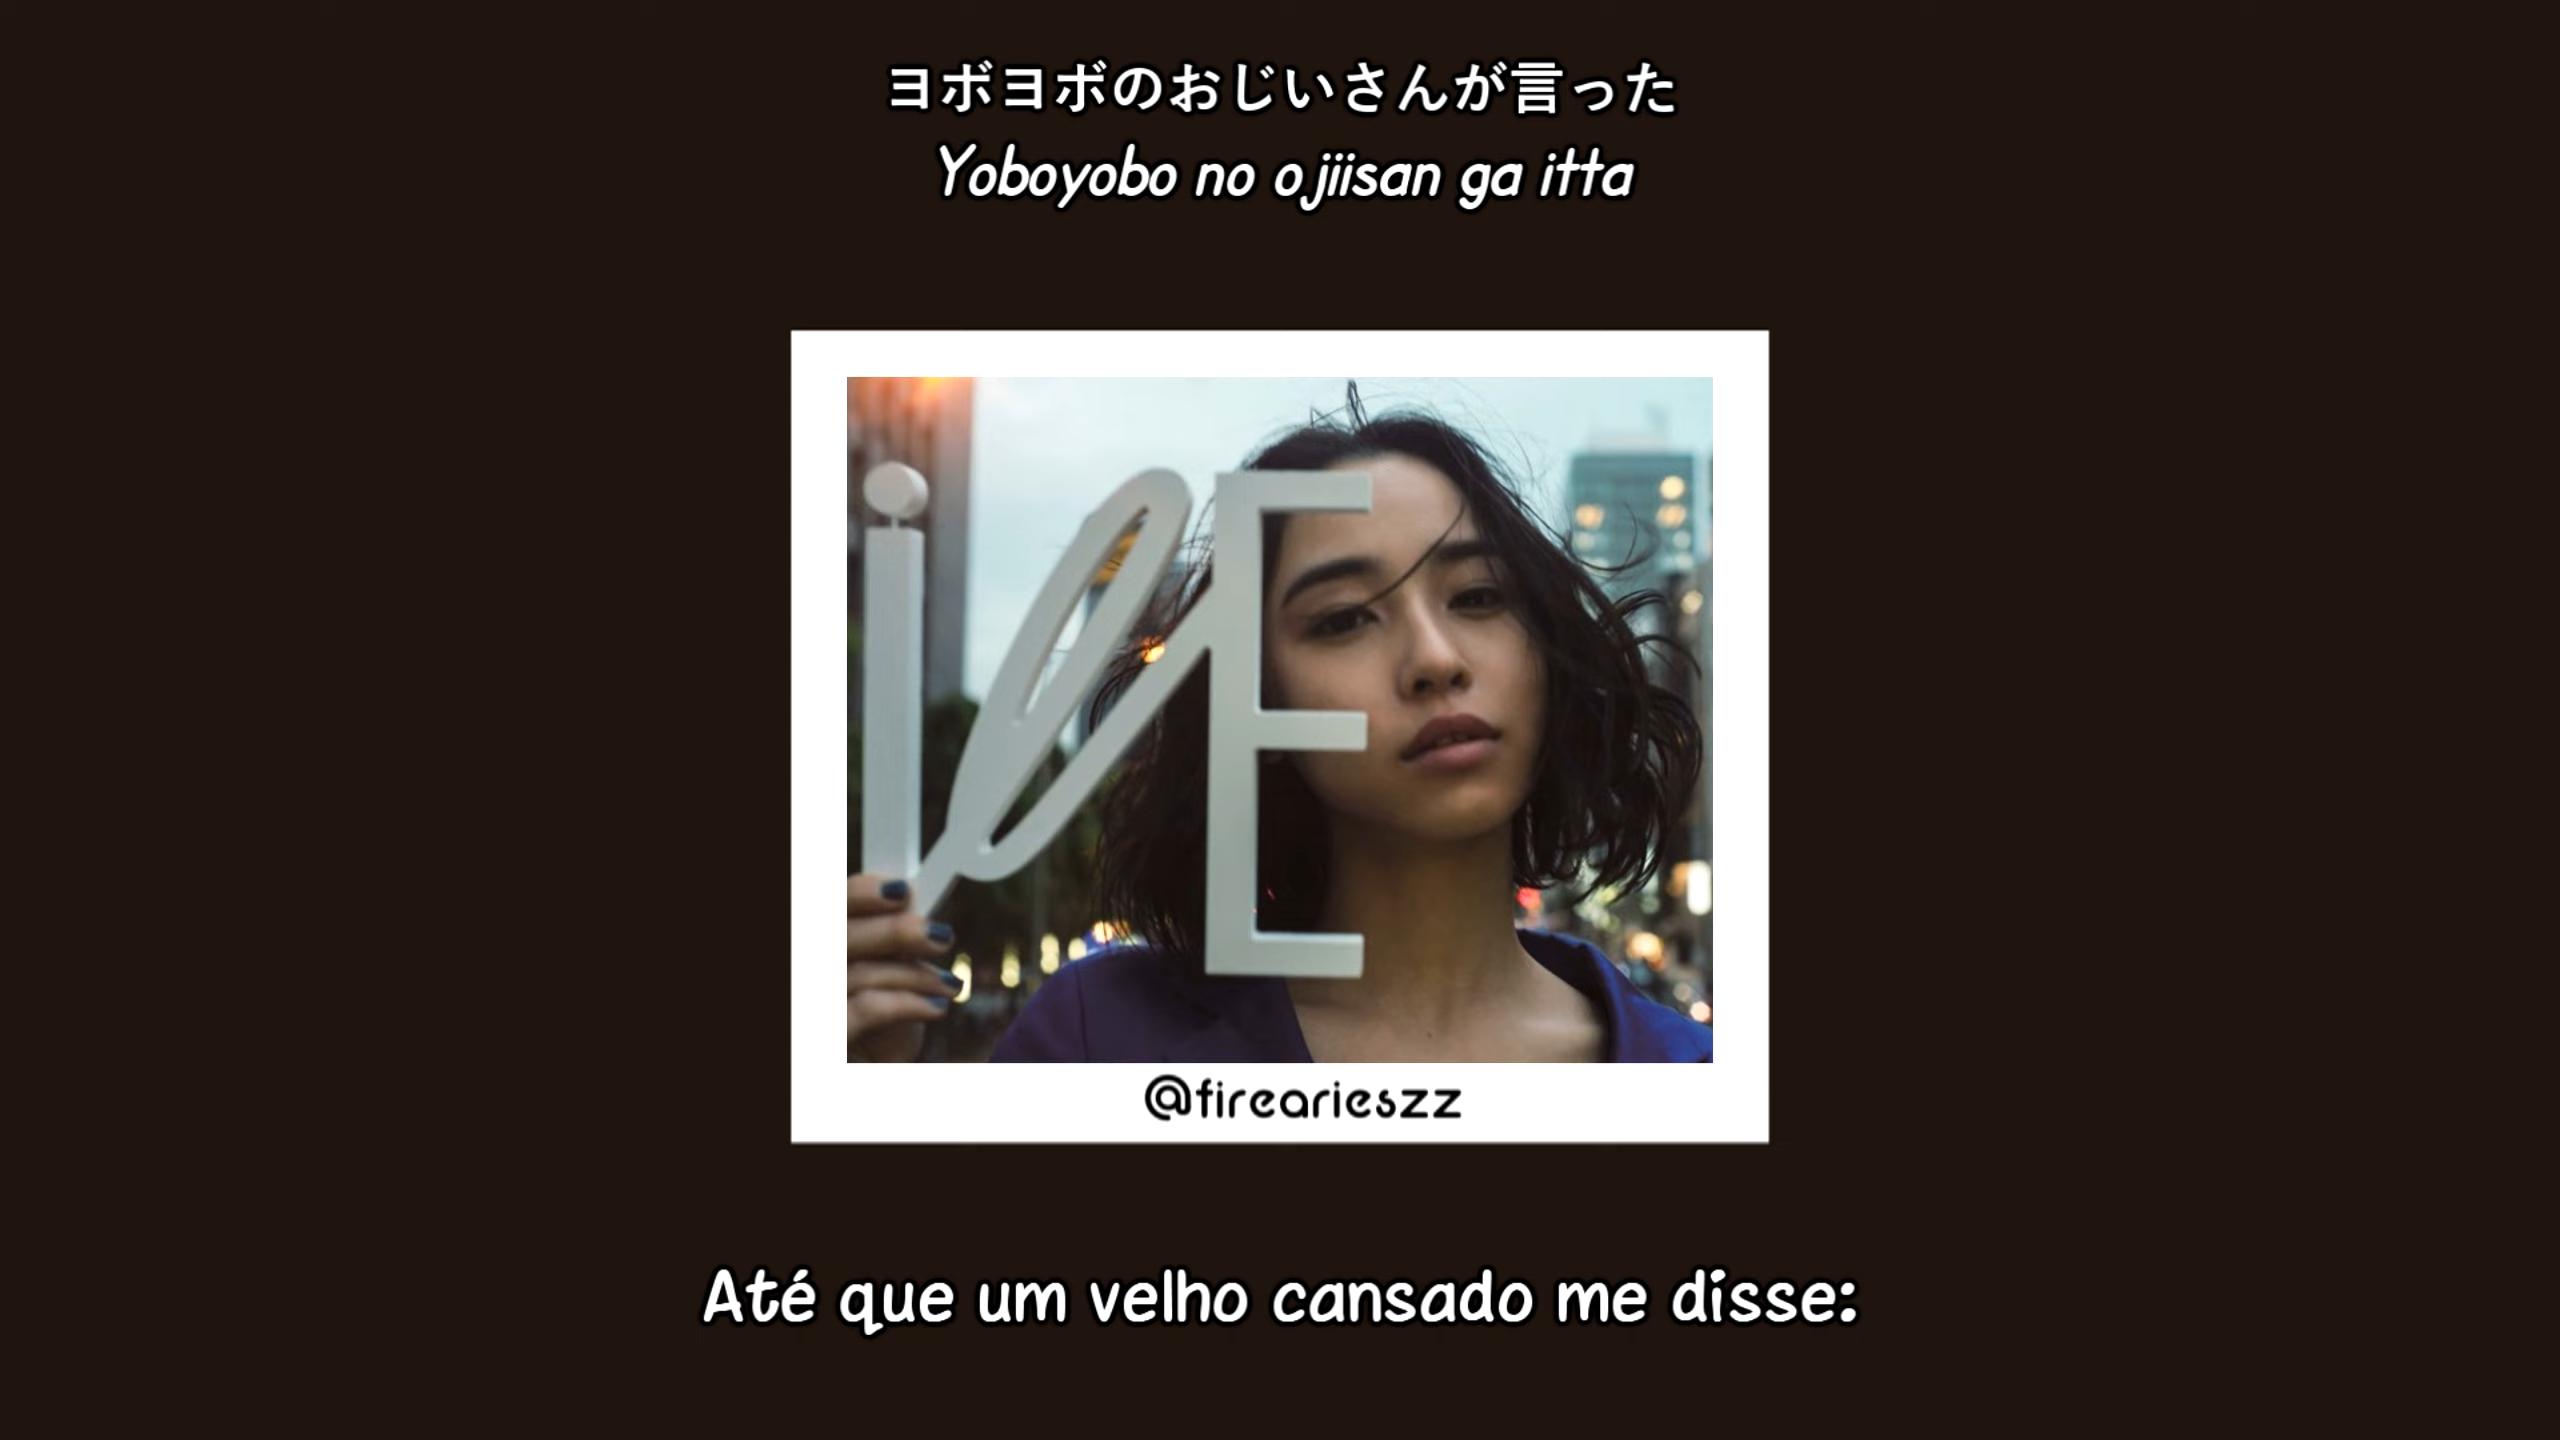 ヨボヨボのおじいさんが言った
Yoboyobo no ojiisan ga itta
ilE
@firearieszz
Até que um velho cansado me disse: